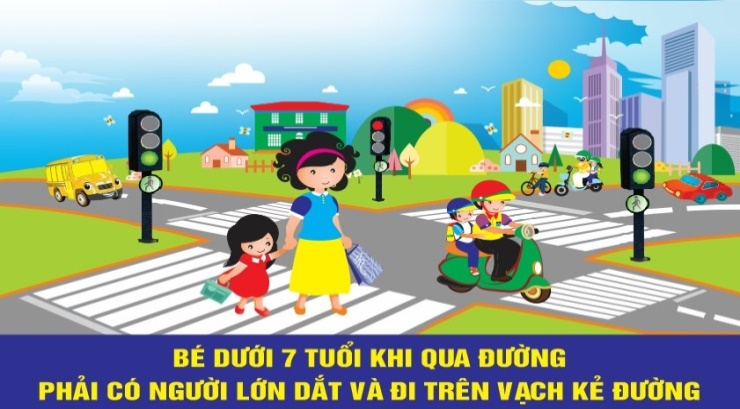 BÉ DƯỚI 7 TUỔI KHI QUA ĐƯỜNG
PHẢI CÓ NGƯỜI LỚN DẮT VÀ ĐI TRÊN VẠCH KẺ ĐƯỜNG